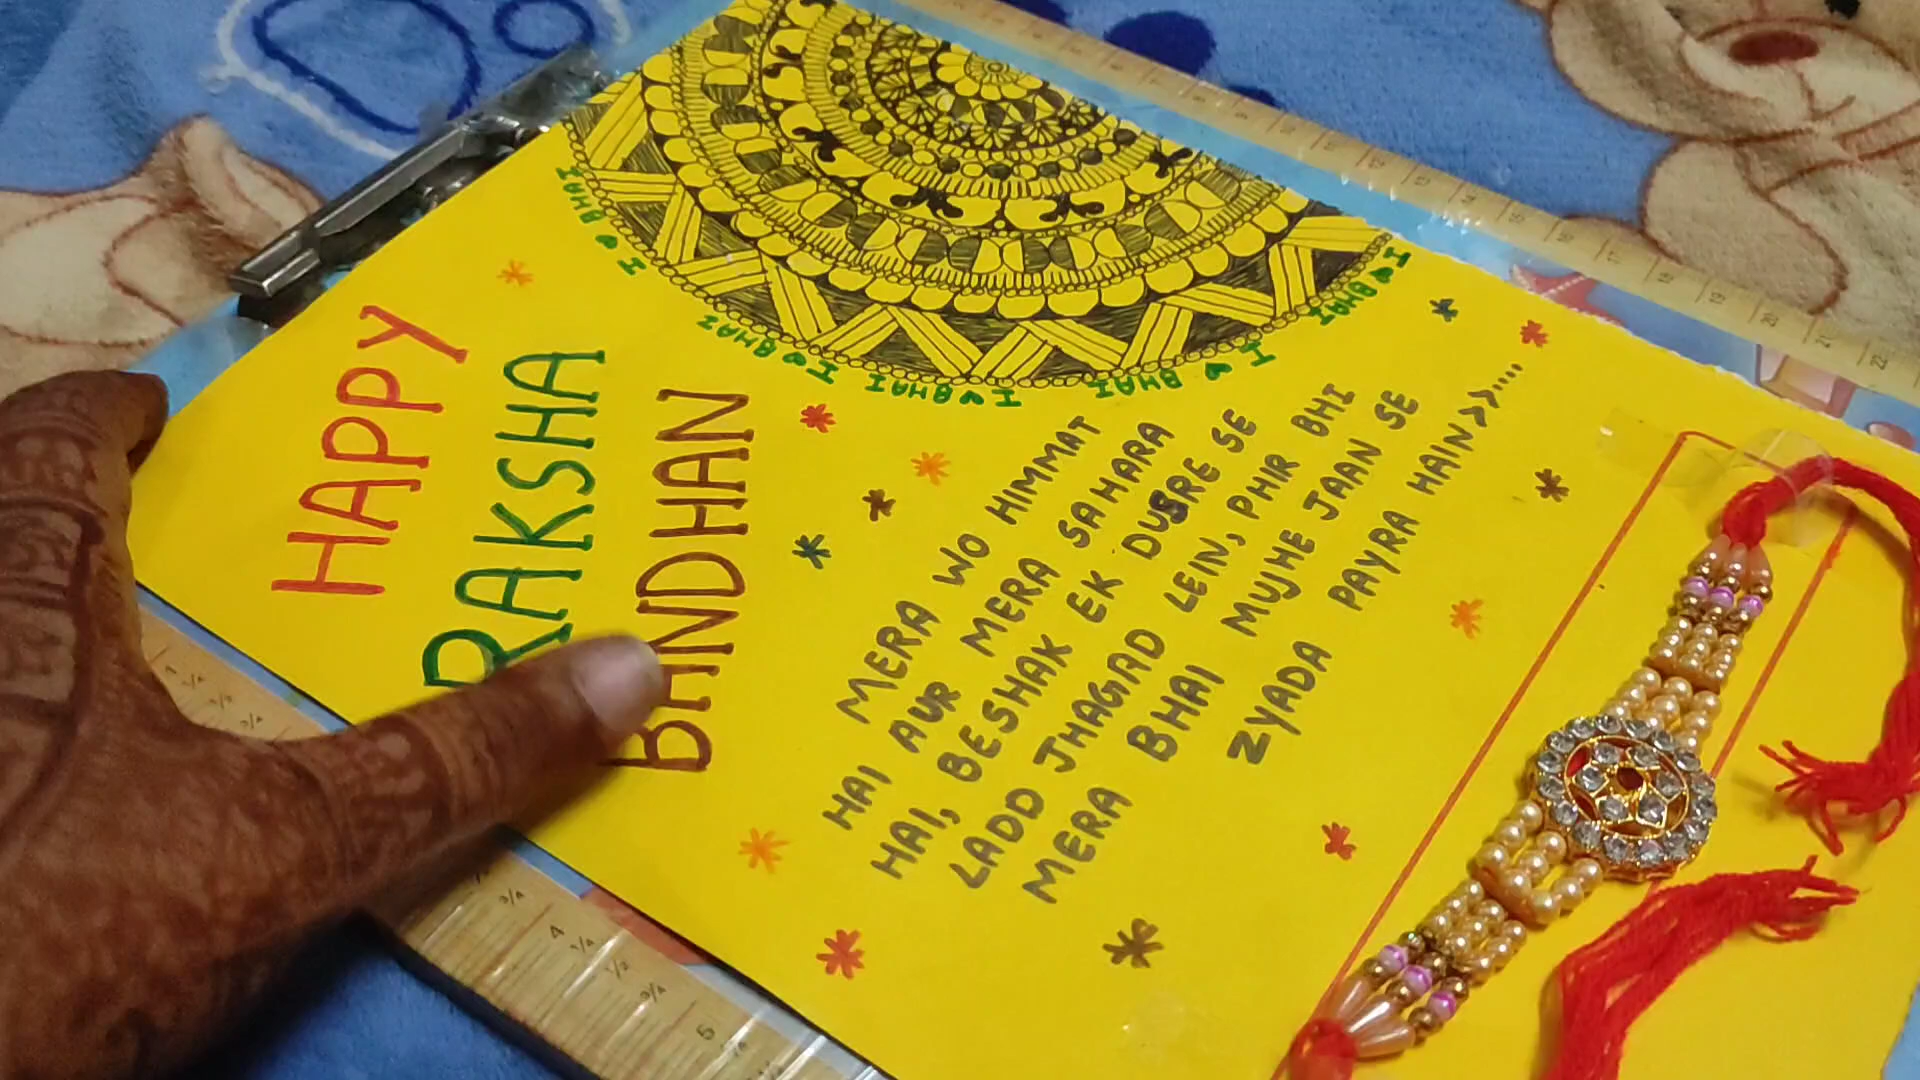 I ♥ BHAI
I ♥ BHAI
I ♥ BHAI
I ♥ BHAI
I ♥ BHAI
HAPPY
RAKSHA
BANDHAN
MERA WO HIMMAT
HAI AUR MERA SAHARA
HAI, BESHAK EK DUSRE SE
LADD JHAGAD LEIN, PHIR BHI
MERA BHAI MUJHE JAAN SE
ZYADA PAYRA HAIN>>....